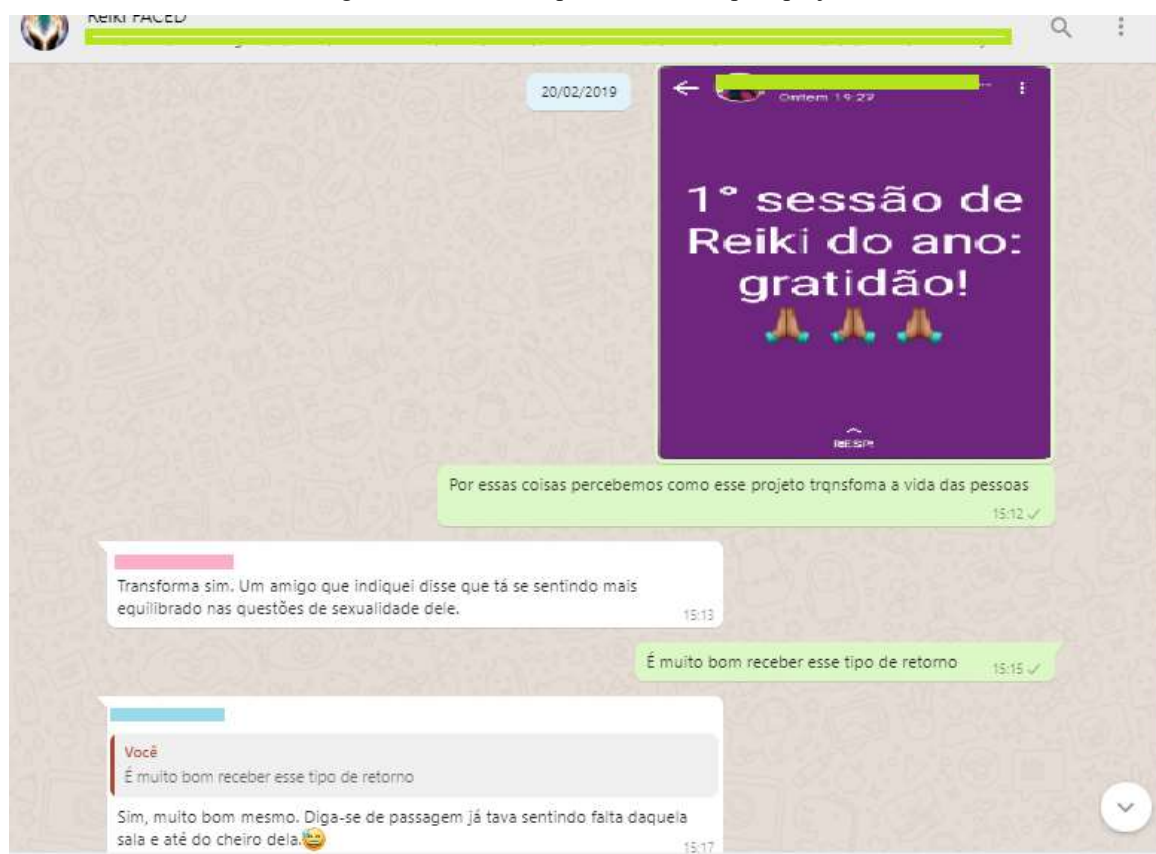 Reiki FACED
20/02/2019
Ontem 19:27
1° sessão de
Reiki do ano:
gratidão!
🙏🏽 🙏🏽 🙏🏽
Por essas coisas percebemos como esse projeto trqnsfoma a vida das pessoas
15:12
Transforma sim. Um amigo que indiquei disse que tá se sentindo mais
equilibrado nas questões de sexualidade dele.
15:13
É muito bom receber esse tipo de retorno
15:15
Você
É muito bom receber esse tipo de retorno
Sim, muito bom mesmo. Diga-se de passagem já tava sentindo falta daquela
sala e até do cheiro dela.😅
15:17